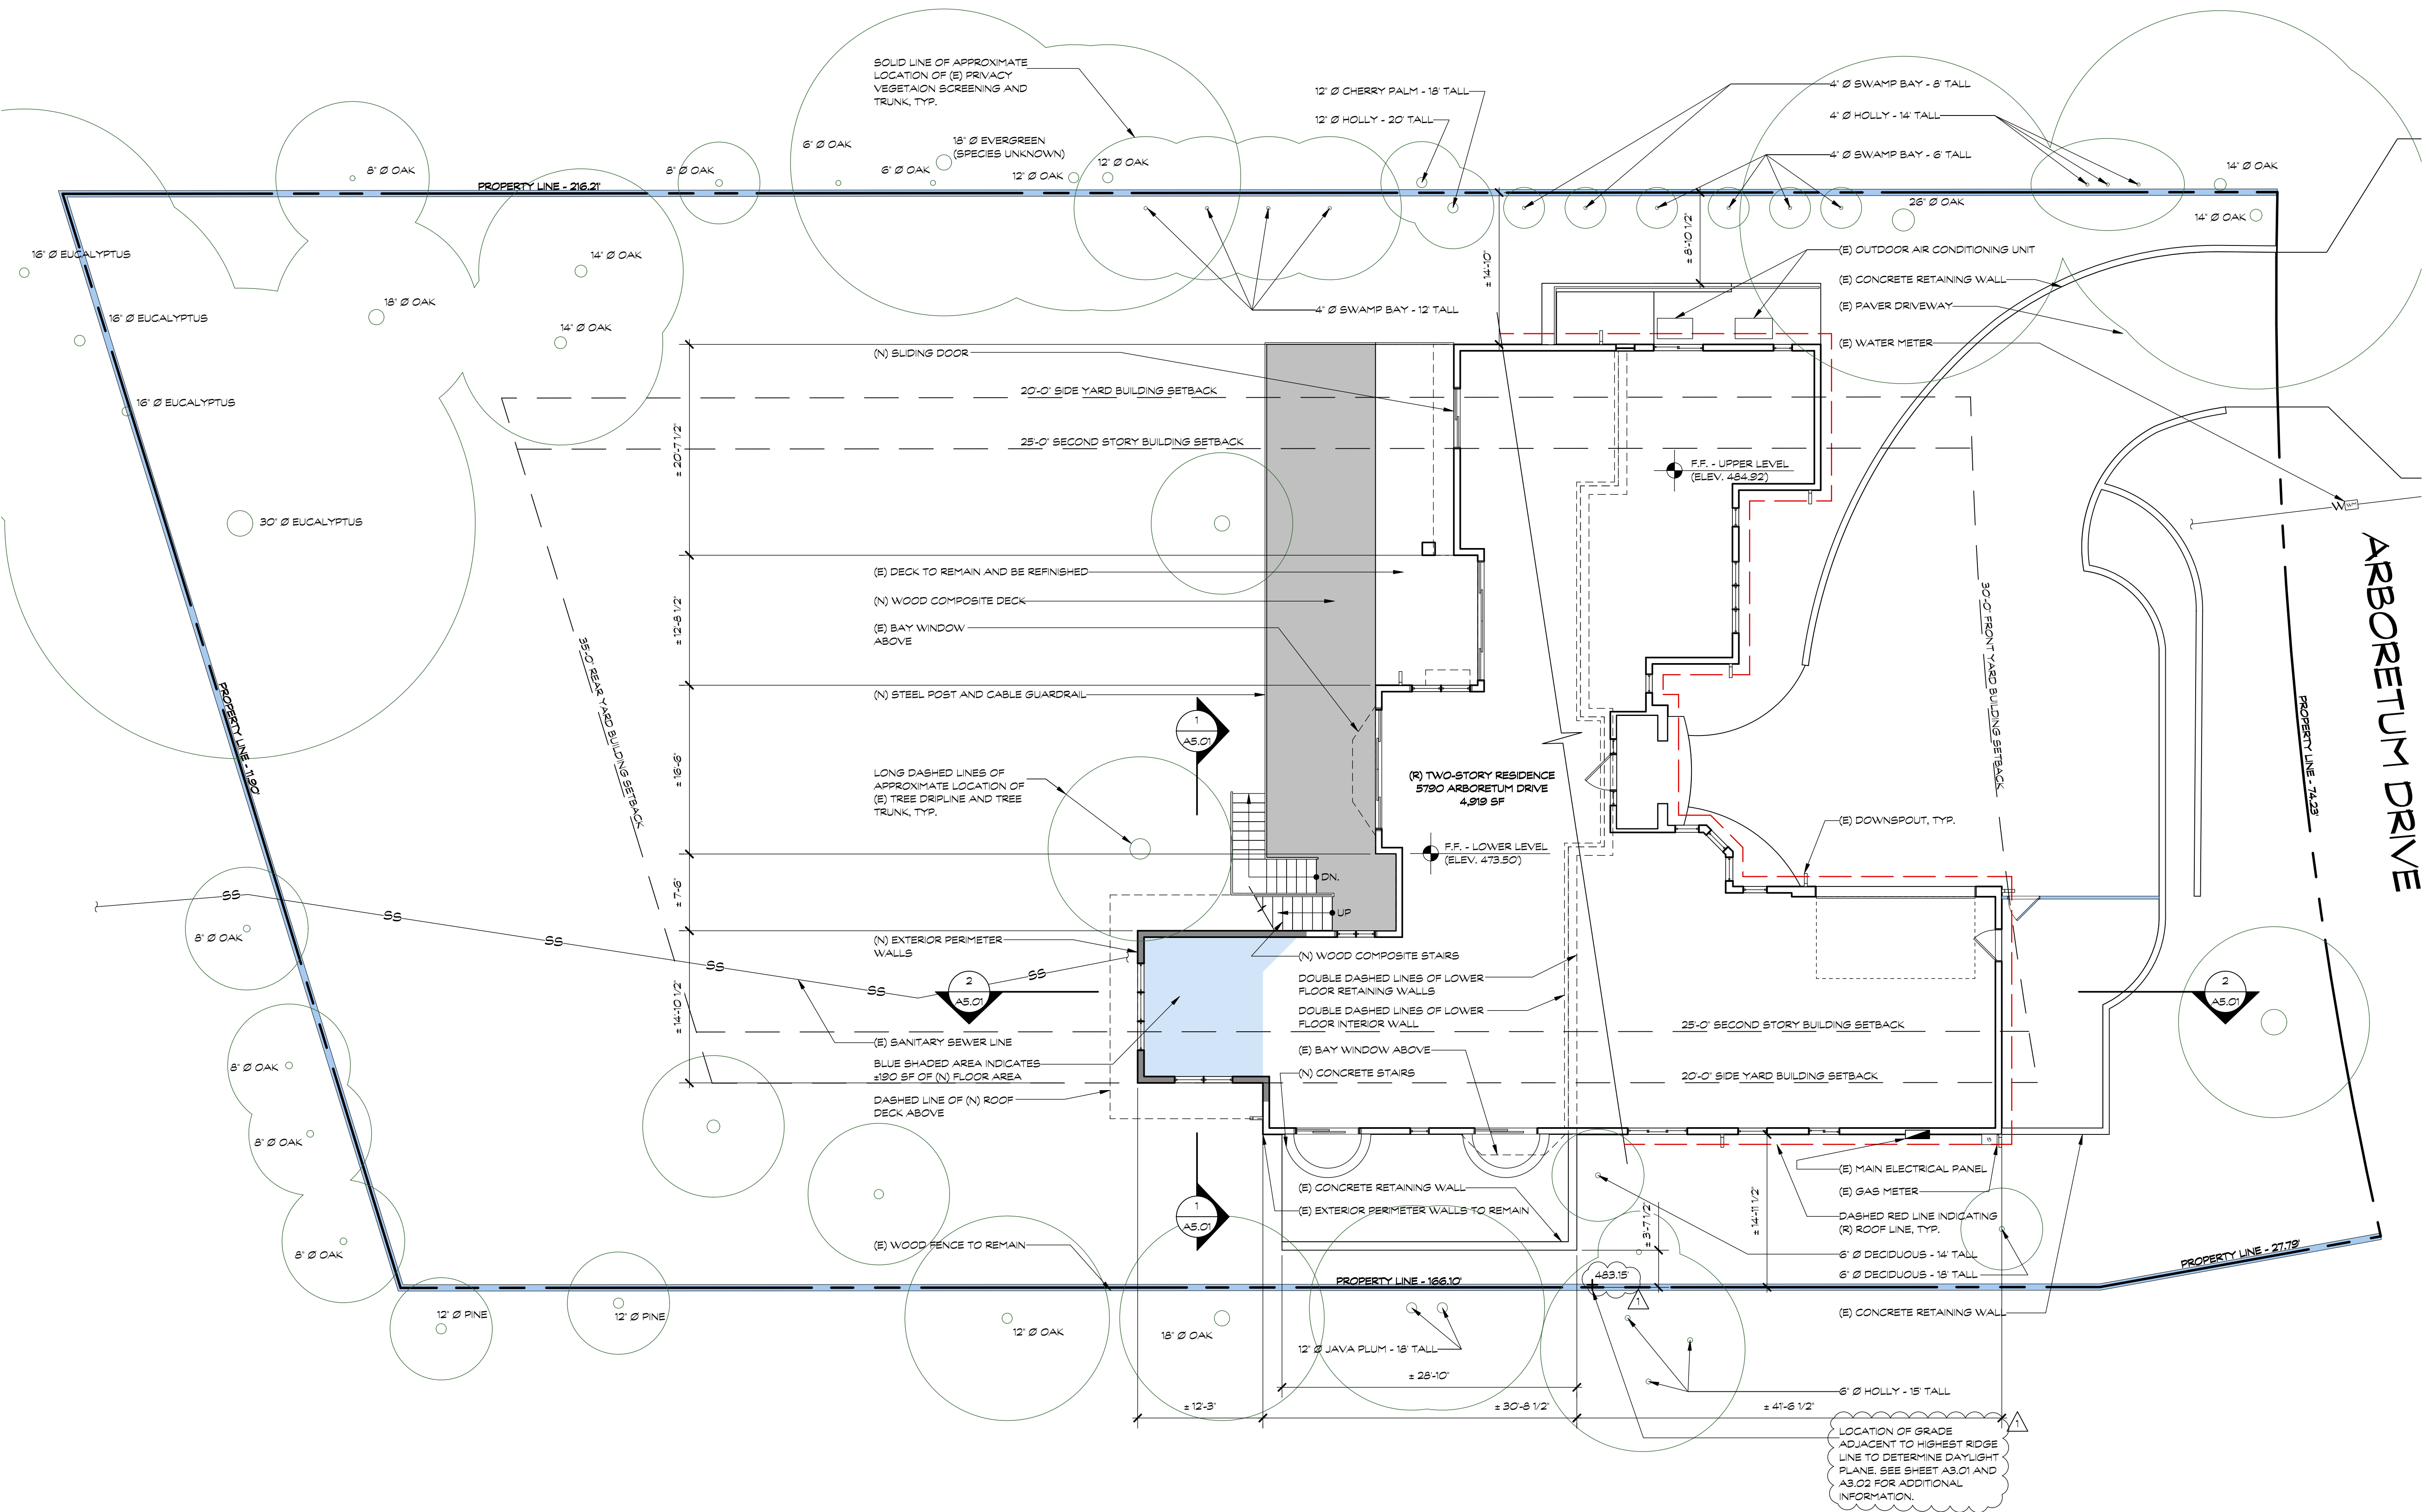 SOLID LINE OF APPROXIMATE
LOCATION OF (E) PRIVACY
VEGETAION SCREENING AND
TRUNK, TYP.
12" Ø CHERRY PALM - 18' TALL
12" Ø HOLLY - 20' TALL
4" Ø SWAMP BAY - 8' TALL
4" Ø HOLLY - 14' TALL
4" Ø SWAMP BAY - 6' TALL
6" Ø OAK
18" Ø EVERGREEN
(SPECIES UNKNOWN)
8" Ø OAK
8" Ø OAK
6" Ø OAK
12" Ø OAK
12" Ø OAK
14" Ø OAK
PROPERTY LINE - 216.21'
26" Ø OAK
14" Ø OAK
16" Ø EUCALYPTUS
14" Ø OAK
± 14'-10"
± 8'-10 1/2"
(E) OUTDOOR AIR CONDITIONING UNIT
(E) CONCRETE RETAINING WALL
(E) PAVER DRIVEWAY
(E) WATER METER
18" Ø OAK
16" Ø EUCALYPTUS
14" Ø OAK
4" Ø SWAMP BAY - 12' TALL
(N) SLIDING DOOR
16" Ø EUCALYPTUS
20'-0" SIDE YARD BUILDING SETBACK
25'-0" SECOND STORY BUILDING SETBACK
± 20'-7 1/2"
F.F. - UPPER LEVEL
(ELEV. 484.92')
30" Ø EUCALYPTUS
W
WM
ARBORETUM DRIVE
(E) DECK TO REMAIN AND BE REFINISHED
(N) WOOD COMPOSITE DECK
(E) BAY WINDOW
ABOVE
± 12'-8 1/2"
35'-0" REAR YARD BUILDING SETBACK
30'-0" FRONT YARD BUILDING SETBACK
(N) STEEL POST AND CABLE GUARDRAIL
PROPERTY LINE - 11.90'
PROPERTY LINE - 74.23'
1
A5.01
± 16'-6"
LONG DASHED LINES OF
APPROXIMATE LOCATION OF
(E) TREE DRIPLINE AND TREE
TRUNK, TYP.
(R) TWO-STORY RESIDENCE
5790 ARBORETUM DRIVE
4,919 SF
(E) DOWNSPOUT, TYP.
F.F. - LOWER LEVEL
(ELEV. 473.50')
DN.
UP
± 7'-6"
SS
SS
SS
SS
SS
SS
8" Ø OAK
(N) EXTERIOR PERIMETER
WALLS
(N) WOOD COMPOSITE STAIRS
DOUBLE DASHED LINES OF LOWER
FLOOR RETAINING WALLS
DOUBLE DASHED LINES OF LOWER
FLOOR INTERIOR WALL
2
A5.01
2
A5.01
± 14'-10 1/2"
25'-0" SECOND STORY BUILDING SETBACK
(E) SANITARY SEWER LINE
BLUE SHADED AREA INDICATES
±190 SF OF (N) FLOOR AREA
DASHED LINE OF (N) ROOF
DECK ABOVE
(E) BAY WINDOW ABOVE
(N) CONCRETE STAIRS
20'-0" SIDE YARD BUILDING SETBACK
8" Ø OAK
8" Ø OAK
8" Ø OAK
G
(E) MAIN ELECTRICAL PANEL
(E) GAS METER
DASHED RED LINE INDICATING
(R) ROOF LINE, TYP.
6" Ø DECIDUOUS - 14' TALL
6" Ø DECIDUOUS - 18' TALL
(E) CONCRETE RETAINING WALL
(E) CONCRETE RETAINING WALL
(E) EXTERIOR PERIMETER WALLS TO REMAIN
1
A5.01
± 3'-7 1/2"
± 14'-11 1/2"
(E) WOOD FENCE TO REMAIN
PROPERTY LINE - 27.79'
PROPERTY LINE - 166.10'
483.15'
1
12" Ø PINE
12" Ø PINE
12" Ø OAK
18" Ø OAK
12" Ø JAVA PLUM - 18' TALL
± 28'-10"
6" Ø HOLLY - 15' TALL
± 12'-3"
± 30'-8 1/2"
± 41'-6 1/2"
1
LOCATION OF GRADE
ADJACENT TO HIGHEST RIDGE
LINE TO DETERMINE DAYLIGHT
PLANE. SEE SHEET A3.01 AND
A3.02 FOR ADDITIONAL
INFORMATION.